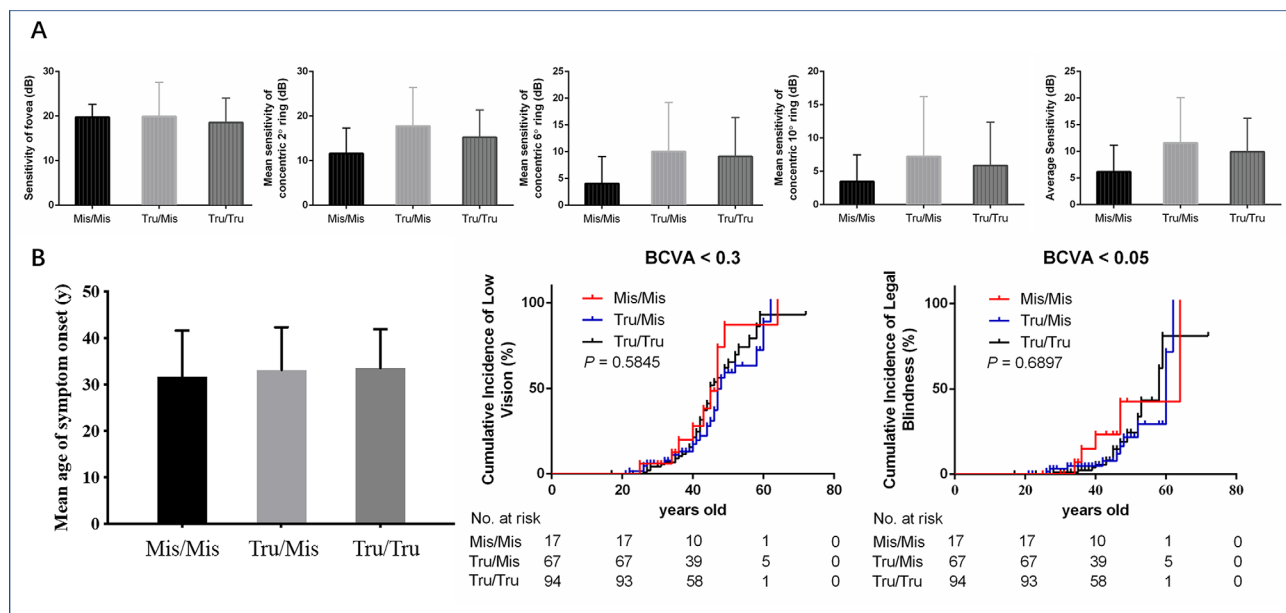 A
Sensitivity of fovea (dB)
30
20
10
0
Mis/Mis Tru/Mis Tru/Tru
Mean sensitivity of
concentric 2° ring (dB)
30
20
10
0
Mis/Mis Tru/Mis Tru/Tru
Mean sensitivity of
concentric 6° ring (dB)
25
20
15
10
5
0
Mis/Mis Tru/Mis Tru/Tru
Mean sensitivity of
concentric 10° ring (dB)
20
15
10
5
0
Mis/Mis Tru/Mis Tru/Tru
Average Sensitivity (dB)
25
20
15
10
5
0
Mis/Mis Tru/Mis Tru/Tru
B
Mean age of symptom onset (y)
50
40
30
20
10
0
Mis/Mis Tru/Mis Tru/Tru
BCVA < 0.3
Cumulative Incidence of Low
Vision (%)
100
50
0
Mis/Mis
Tru/Mis
Tru/Tru
P = 0.5845
0 20 40 60 80
years old
No. at risk
Mis/Mis 17 17 10 1 0
Tru/Mis 67 67 39 5 0
Tru/Tru 94 93 58 1 0
BCVA < 0.05
Cumulative Incidence of Legal
Blindness (%)
100
50
0
Mis/Mis
Tru/Mis
Tru/Tru
P = 0.6897
0 20 40 60 80
years old
No. at risk
Mis/Mis 17 17 10 1 0
Tru/Mis 67 67 39 5 0
Tru/Tru 94 93 58 1 0